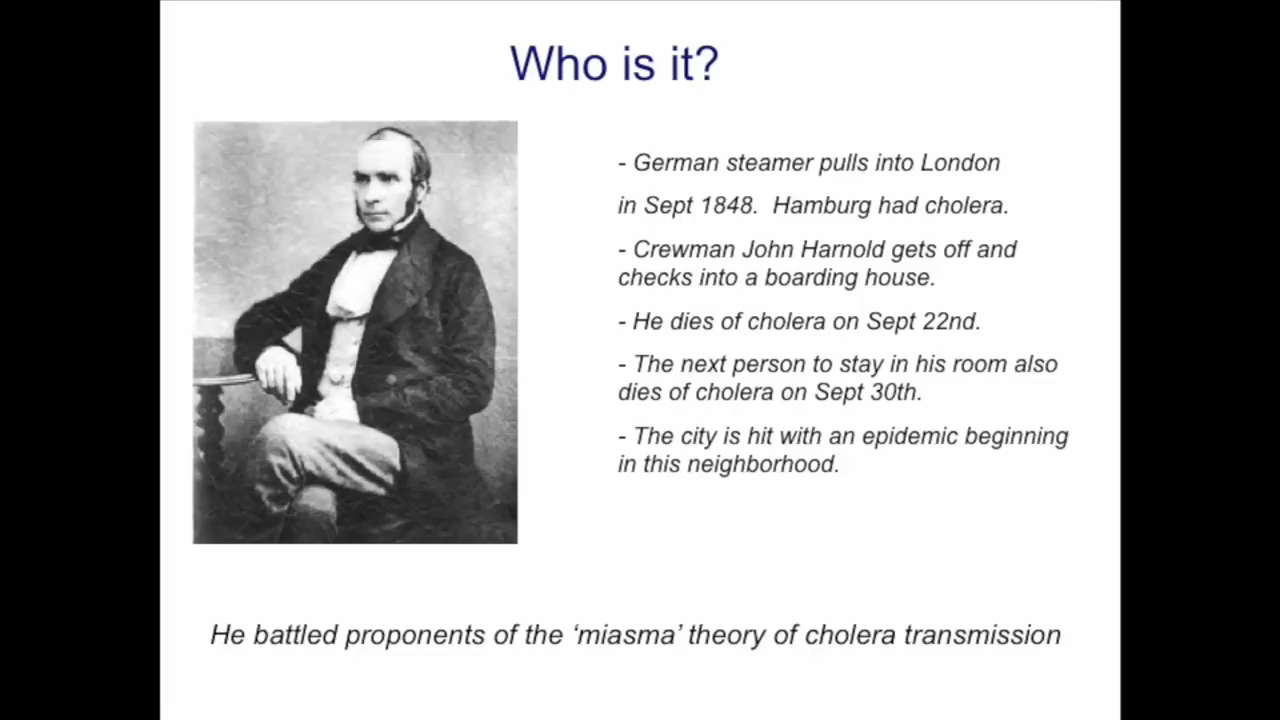 Who is it?
- German steamer pulls into London
in Sept 1848.  Hamburg had cholera.
- Crewman John Harnold gets off and
checks into a boarding house.
- He dies of cholera on Sept 22nd.
- The next person to stay in his room also
dies of cholera on Sept 30th.
- The city is hit with an epidemic beginning
in this neighborhood.
He battled proponents of the ‘miasma’ theory of cholera transmission